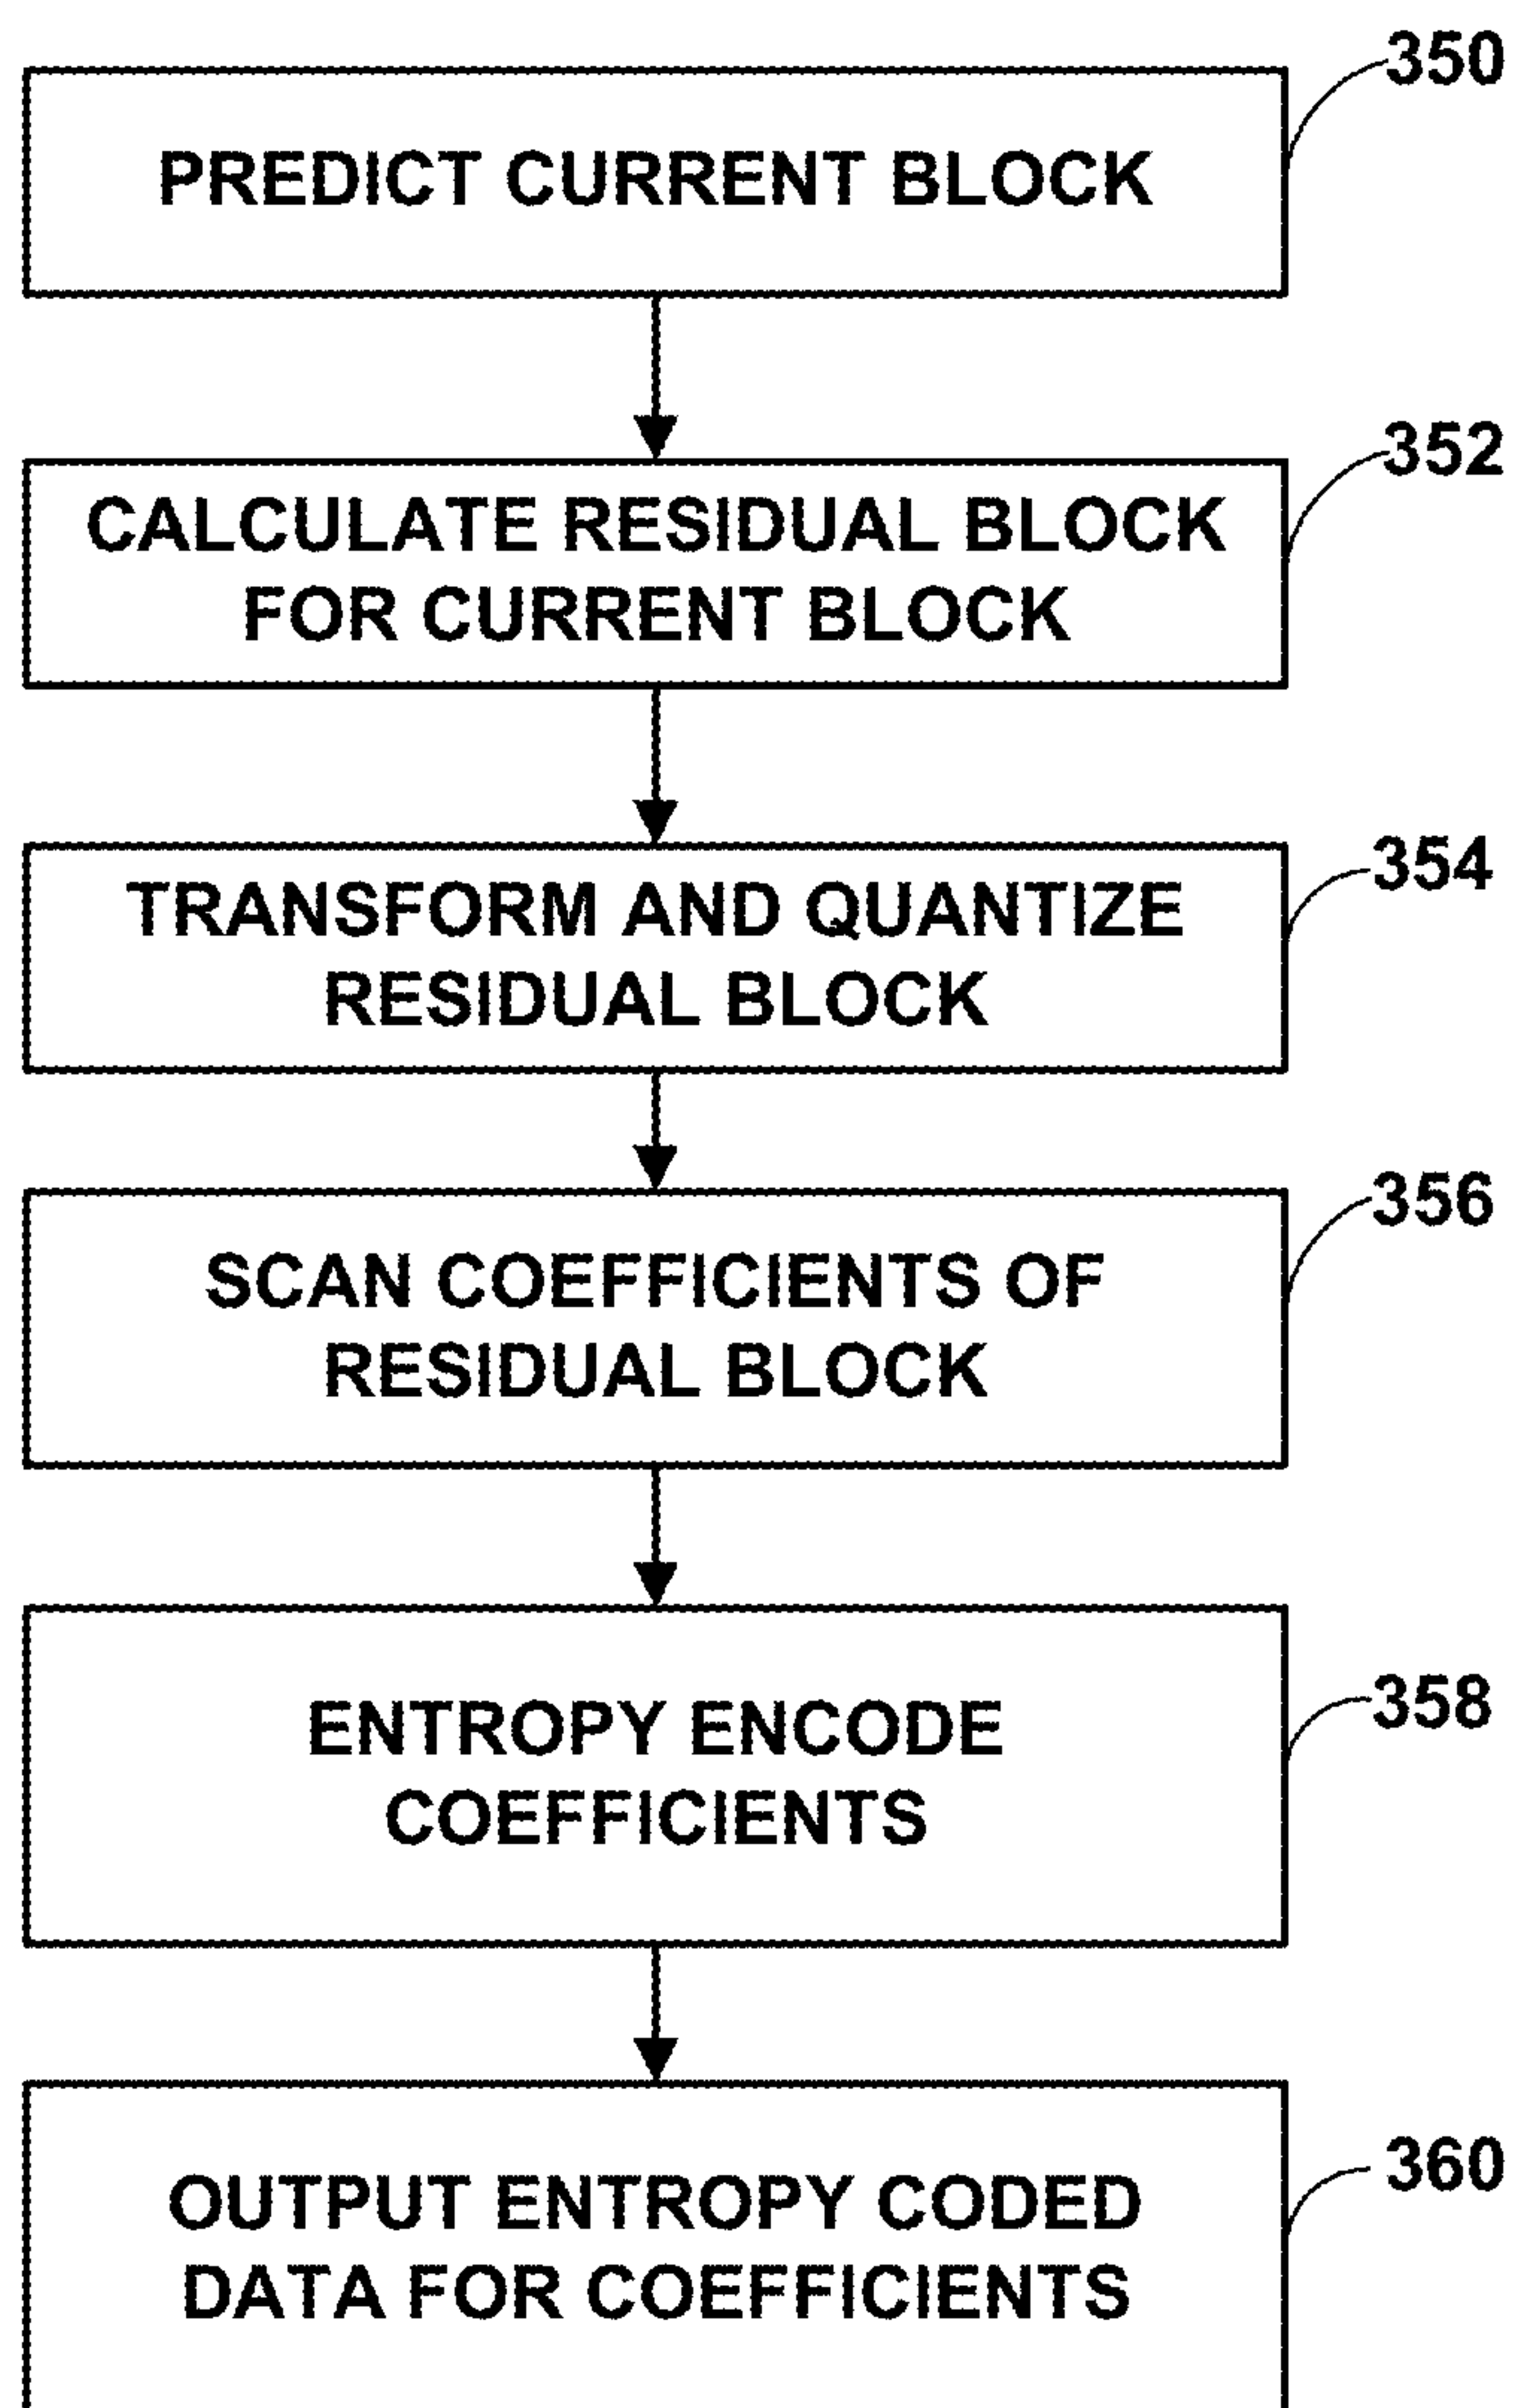 350
PREDICT CURRENT BLOCK
352
CALCULATE RESIDUAL BLOCK
FOR CURRENT BLOCK
354
TRANSFORM AND QUANTIZE
RESIDUAL BLOCK
356
SCAN COEFFICIENTS OF
RESIDUAL BLOCK
358
ENTROPY ENCODE
COEFFICIENTS
360
OUTPUT ENTROPY CODED
DATA FOR COEFFICIENTS